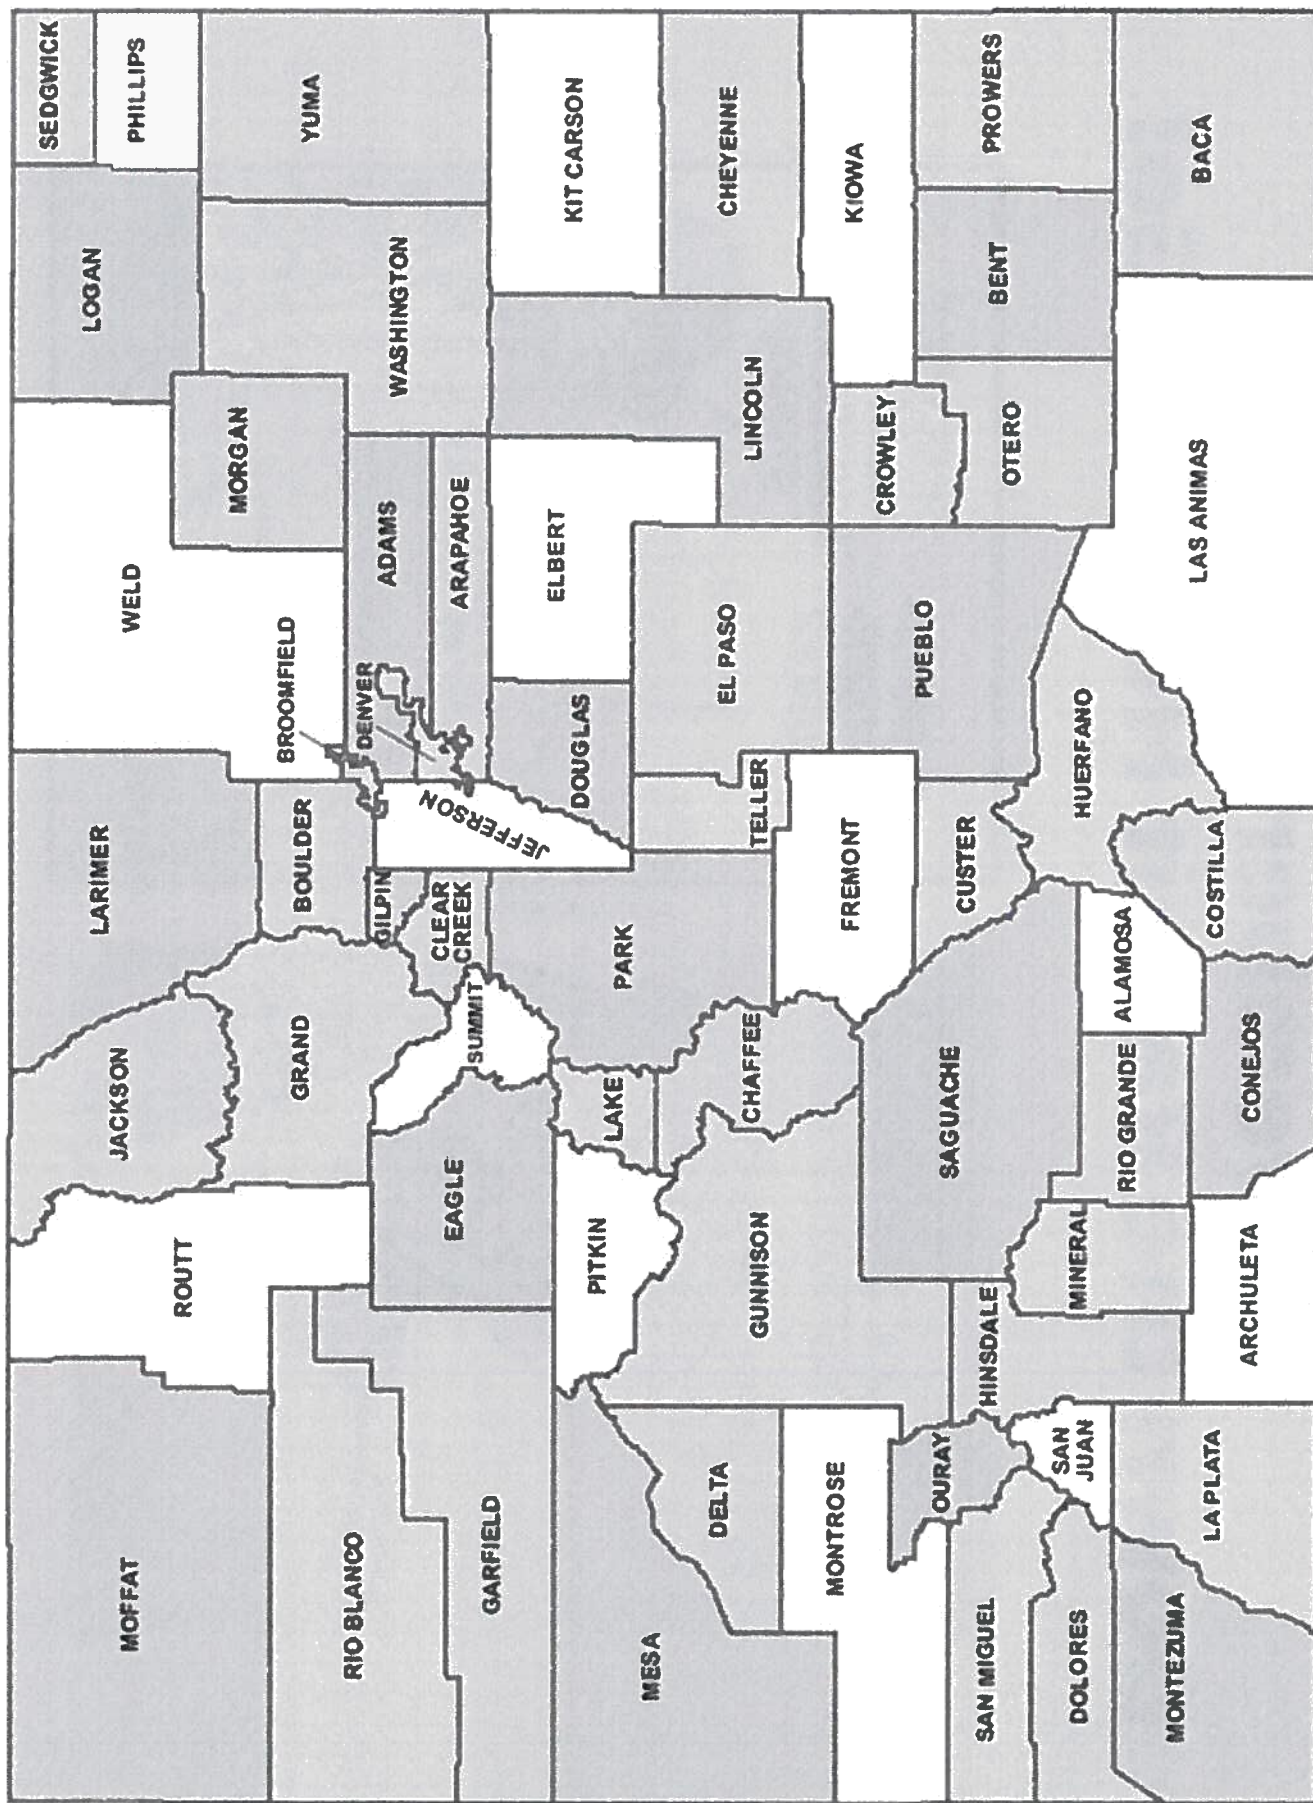 MOFFAT
ROUTT
JACKSON
LARIMER
WELD
LOGAN
SEDGWICK
PHILLIPS
MORGAN
YUMA
WASHINGTON
RIO BLANCO
GRAND
BOULDER
BROOMFIELD
GILPIN
ADAMS
DENVER
ARAPAHOE
GARFIELD
EAGLE
SUMMIT
CLEAR
CREEK
JEFFERSON
DOUGLAS
ELBERT
KIT CARSON
MESA
PITKIN
LAKE
PARK
DELTA
GUNNISON
CHAFFEE
TELLER
EL PASO
LINCOLN
CHEYENNE
MONTROSE
FREMONT
PUEBLO
CROWLEY
KIOWA
OURAY
SAGUACHE
CUSTER
OTERO
BENT
PROWERS
SAN MIGUEL
HINSDALE
SAN
JUAN
DOLORES
MINERAL
RIO GRANDE
ALAMOSA
HUERFANO
MONTEZUMA
LA PLATA
ARCHULETA
CONEJOS
COSTILLA
LAS ANIMAS
BACA